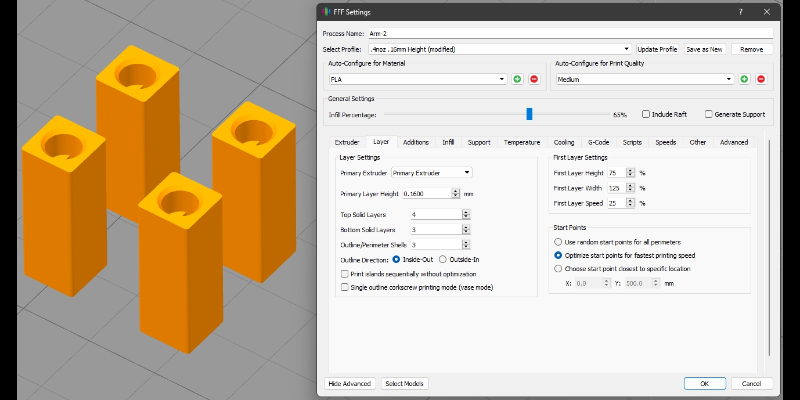 FFF Settings
Process Name: Arm-2
Select Profile: .4noz .16mm Height (modified) Update Profile Save as New Remove
Auto-Configure for Material Auto-Configure for Print Quality
PLA Medium
General Settings
Infill Percentage: 65% Include Raft Generate Support
Extruder Layer Additions Infill Support Temperature Cooling G-Code Scripts Speeds Other Advanced
Layer Settings
Primary Extruder Primary Extruder
Primary Layer Height 0.1600 mm
Top Solid Layers 4
Bottom Solid Layers 3
Outline/Perimeter Shells 3
Outline Direction: Inside-Out Outside-In
Print islands sequentially without optimization
Single outline corkscrew printing mode (vase mode)
First Layer Settings
First Layer Height 75 %
First Layer Width 125 %
First Layer Speed 25 %
Start Points
Use random start points for all perimeters
Optimize start points for fastest printing speed
Choose start point closest to specific location
X: 0.0 Y: 500.0 mm
Hide Advanced Select Models OK Cancel